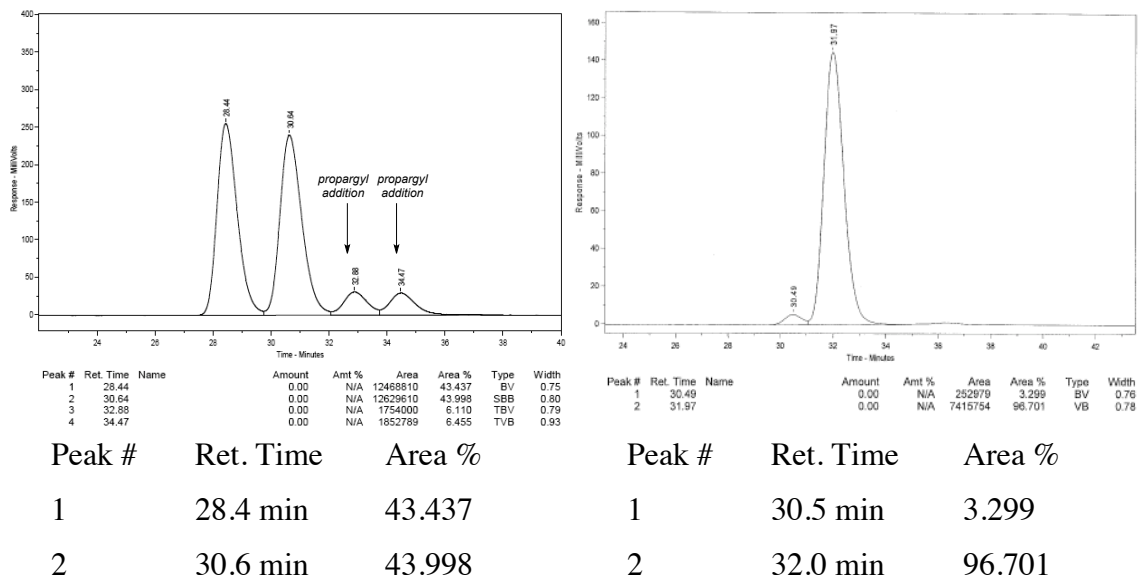 400
350
300
250
200
150
100
50
0
Response - MilliVolts
28.44
30.64
propargyl addition
propargyl addition
32.88
34.47
24 26 28 30 32 34 36 38 40
Time - Minutes
Peak # Ret. Time Name Amount Amt % Area Area % Type Width
1 28.44 0.00 N/A 12468810 43.437 BV 0.75
2 30.64 0.00 N/A 12629610 43.998 SBB 0.80
3 32.88 0.00 N/A 1754000 6.110 TBV 0.79
4 34.47 0.00 N/A 1852789 6.455 TVB 0.93
160
140
120
100
80
60
40
20
0
Response - MilliVolts
30.49
31.97
24 26 28 30 32 34 36 38 40 42
Time - Minutes
Peak # Ret. Time Name Amount Amt % Area Area % Type Width
1 30.49 0.00 N/A 252979 3.299 BV 0.76
2 31.97 0.00 N/A 7415754 96.701 VB 0.78
Peak # Ret. Time Area %
1 28.4 min 43.437
2 30.6 min 43.998
Peak # Ret. Time Area %
1 30.5 min 3.299
2 32.0 min 96.701